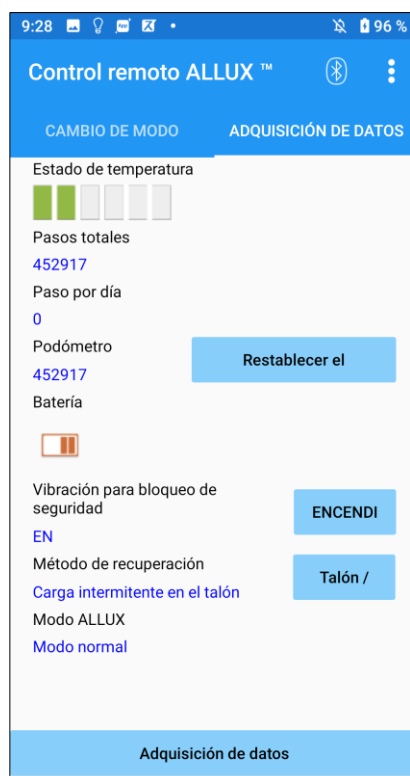 9:28 96 %
Control remoto ALLUX ™
CAMBIO DE MODO ADQUISICIÓN DE DATOS
Estado de temperatura
Pasos totales
452917
Paso por día
0
Podómetro
Restablecer el
452917
Batería
Vibración para bloqueo de
seguridad
ENCENDI
EN
Método de recuperación
Talón /
Carga intermitente en el talón
Modo ALLUX
Modo normal
Adquisición de datos